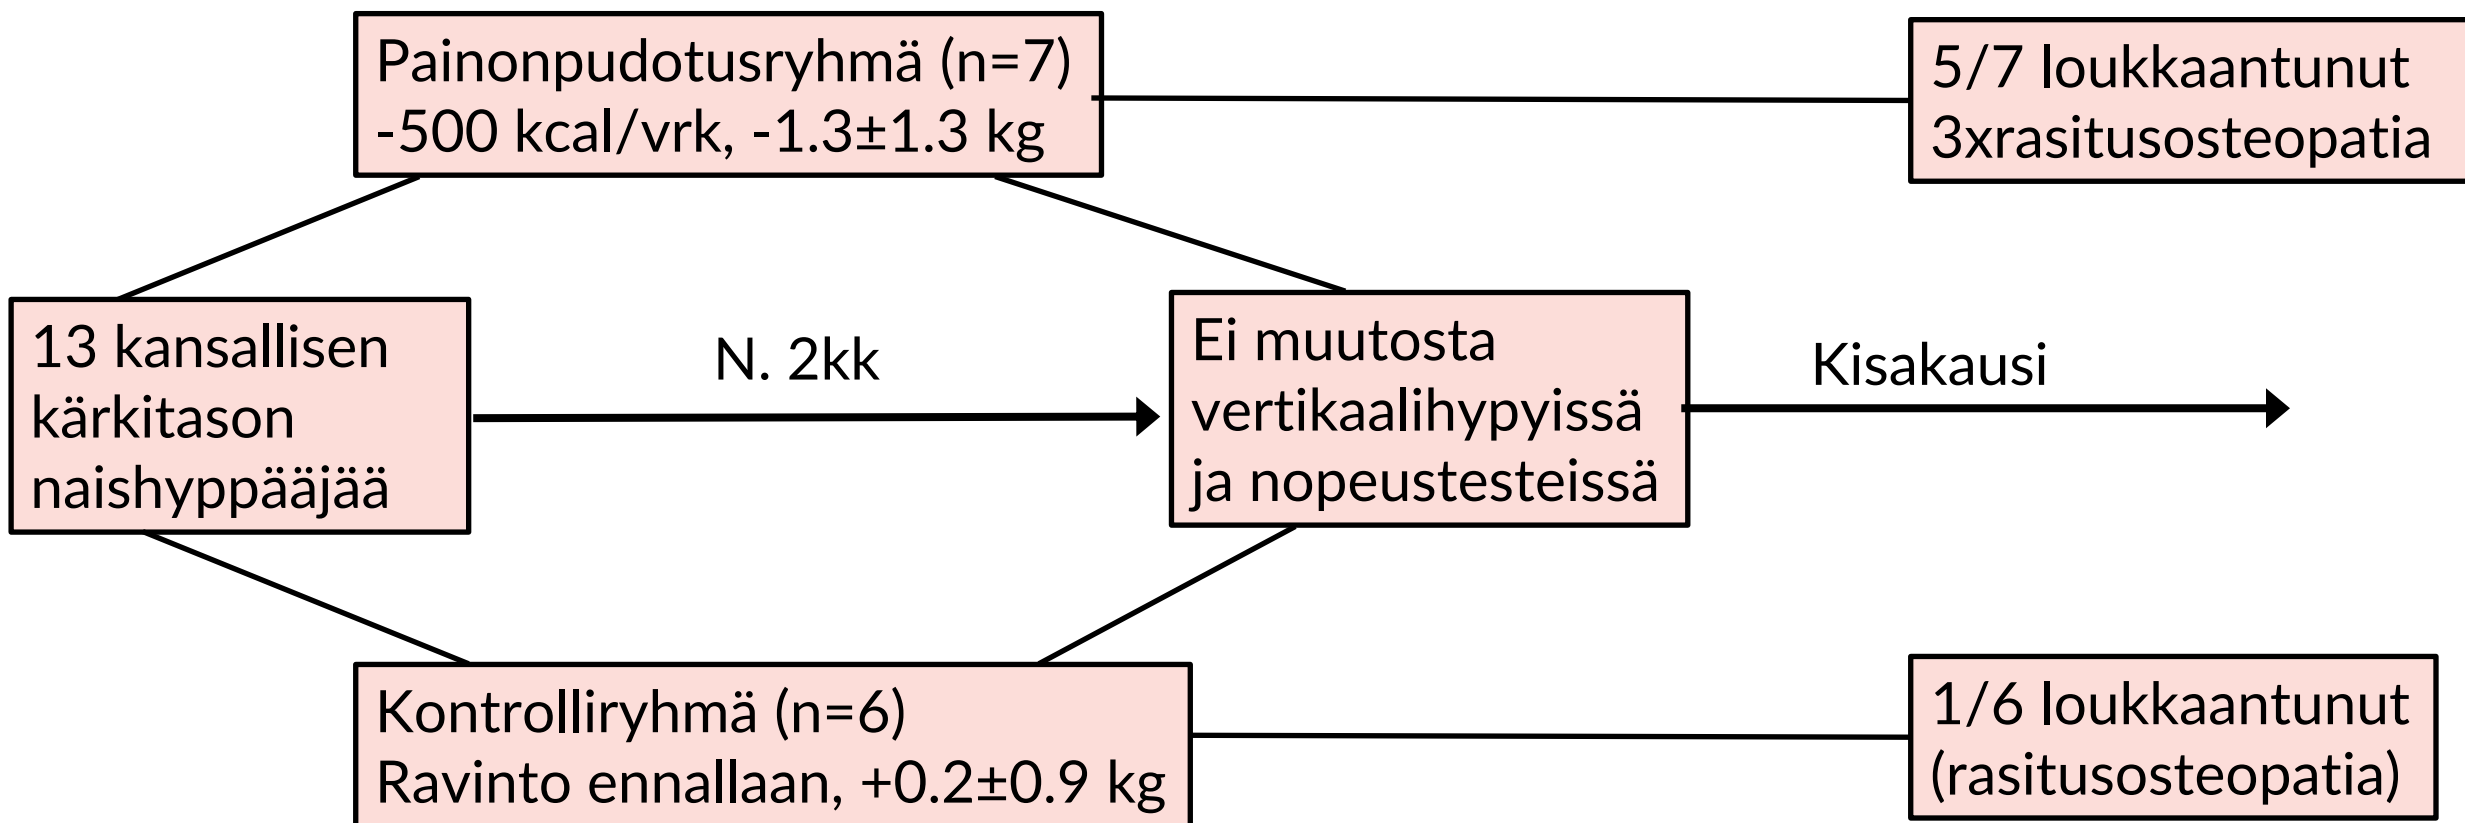 Painonpudotusryhmä (n=7)
-500 kcal/vrk, -1.3±1.3 kg
5/7 loukkaantunut
3xrasitusosteopatia
13 kansallisen
kärkitason
naishyppääjää
N. 2kk
Ei muutosta
vertikaalihypyissä
ja nopeustesteissä
Kisakausi
Kontrolliryhmä (n=6)
Ravinto ennallaan, +0.2±0.9 kg
1/6 loukkaantunut
(rasitusosteopatia)